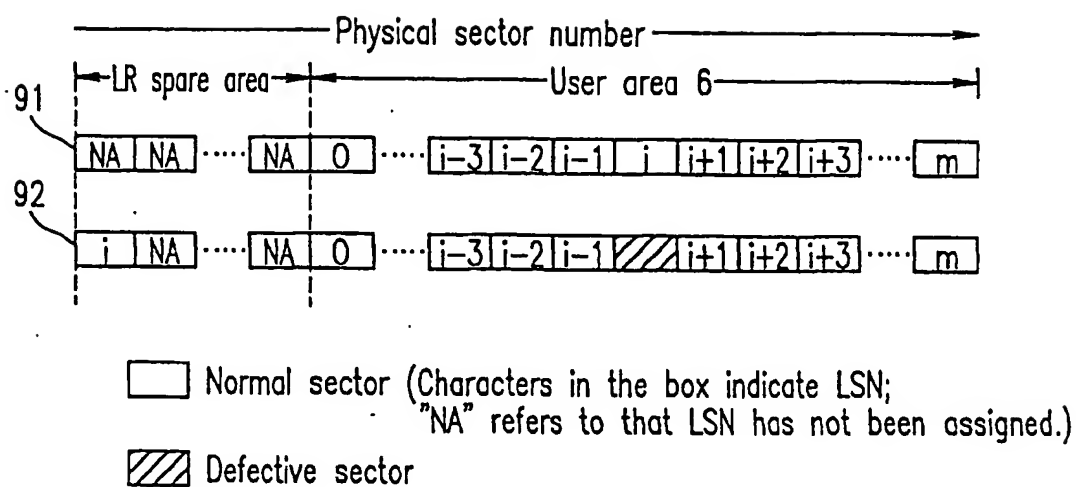 Physical sector number
LR spare area User area 6
91
NA NA ····· NA 0 ····· i-3 i-2 i-1 i i+1 i+2 i+3 ····· m
92
i NA ····· NA 0 ····· i-3 i-2 i-1 i+1 i+2 i+3 ····· m
Normal sector (Characters in the box indicate LSN;
"NA" refers to that LSN has not been assigned.)
Defective sector